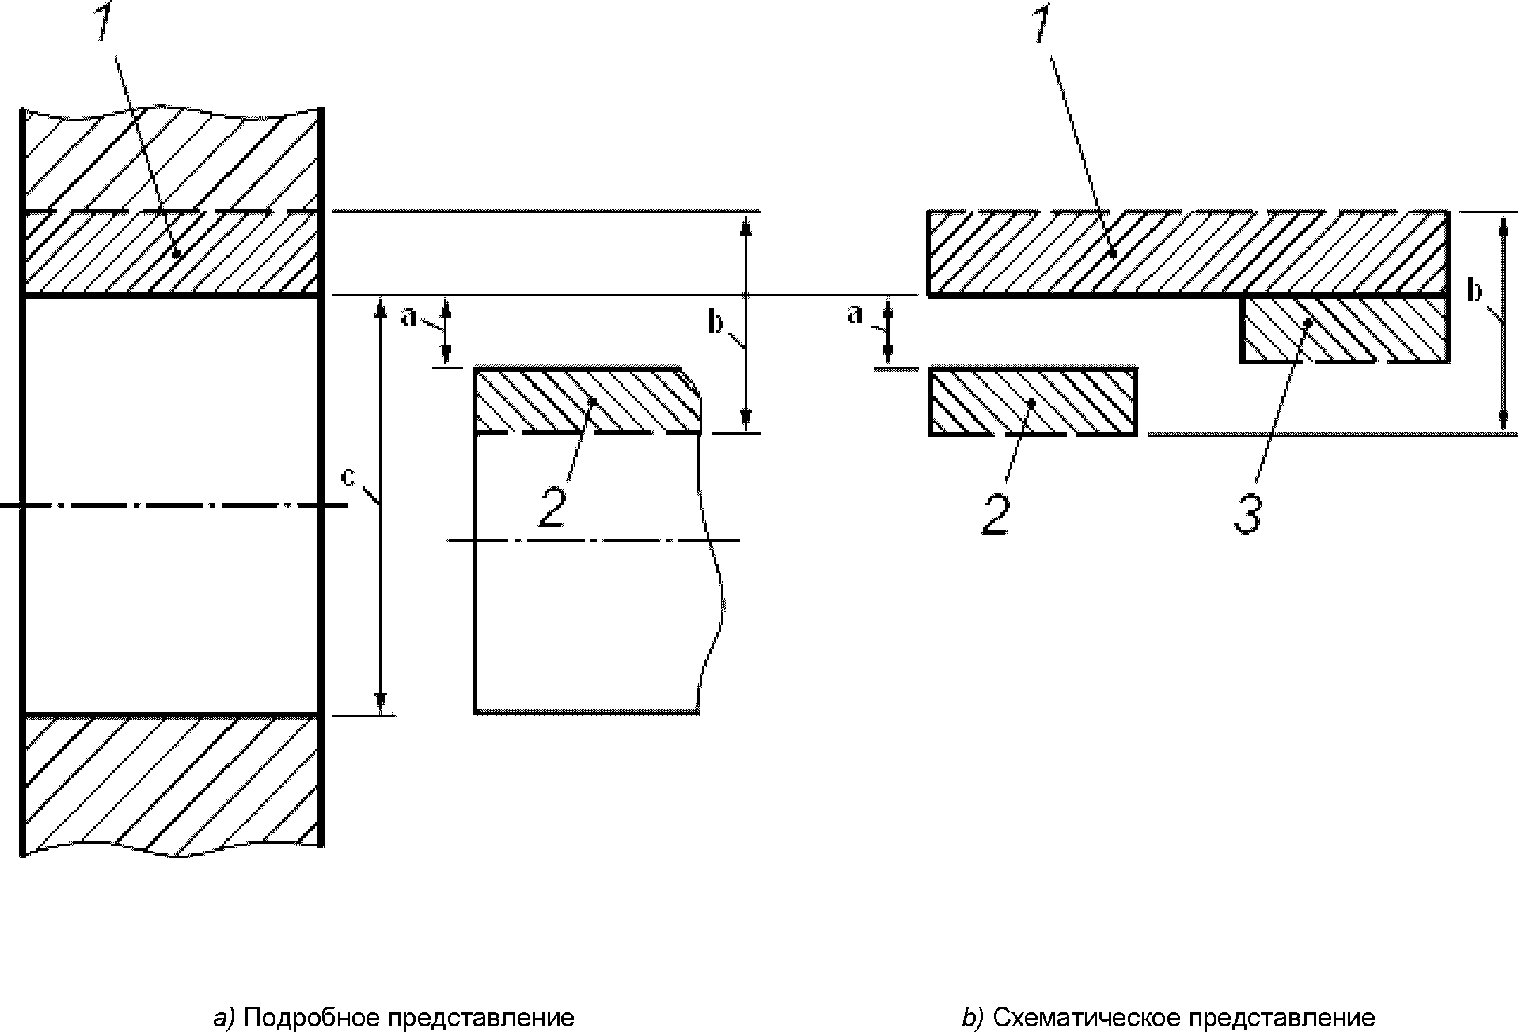 1
1
a
b
a
b
c
2
2
3
a) Подробное представление
b) Схематическое представление